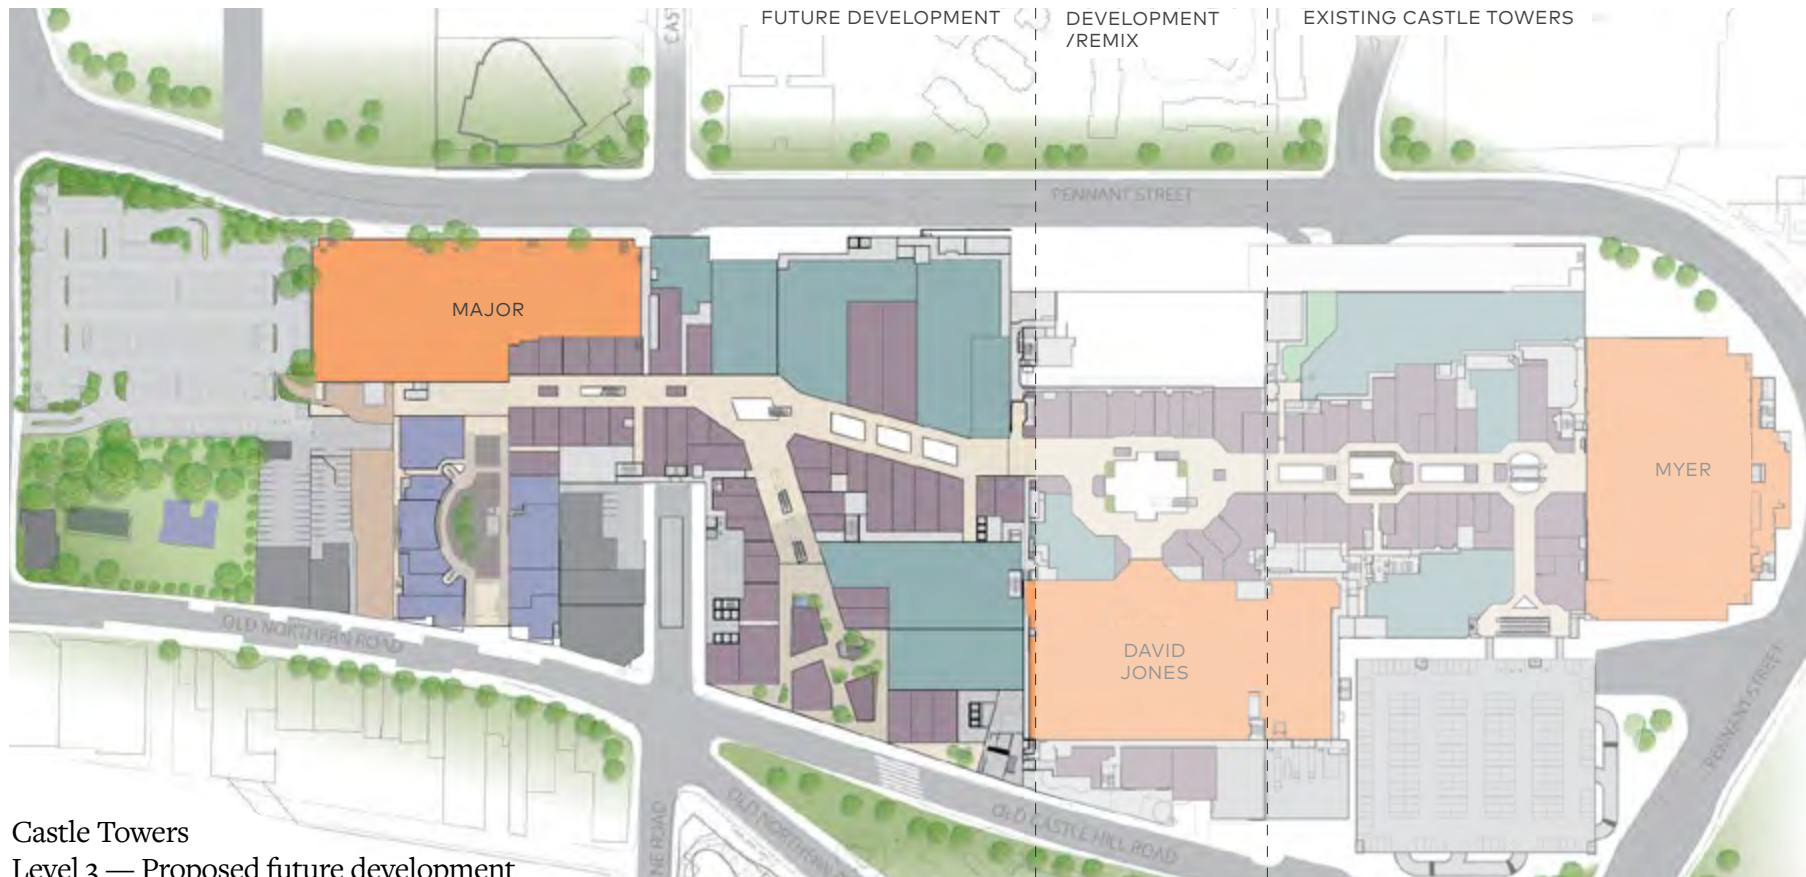 FUTURE DEVELOPMENT
DEVELOPMENT
/REMIX
EXISTING CASTLE TOWERS
PENNANT STREET
MAJOR
MYER
OLD NORTHERN ROAD
DAVID
JONES
PENNANT STREET
OLD NORTHERN
OLD CASTLE HILL ROAD
ROAD
Castle Towers
Level 3 — Proposed future development